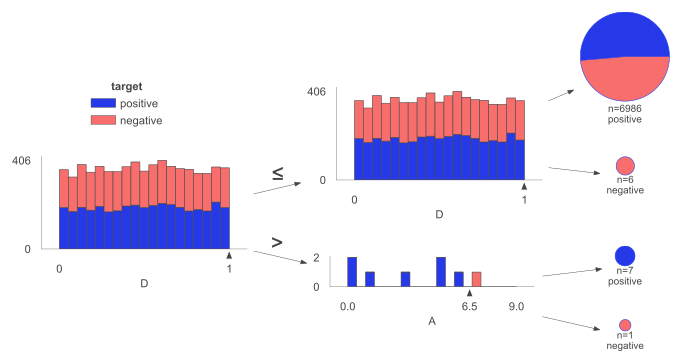 target
positive
negative
406
0
0
1
D
≤
>
406
0
0
1
D
2
0
0.0
6.5
9.0
A
n=6986
positive
n=6
negative
n=7
positive
n=1
negative